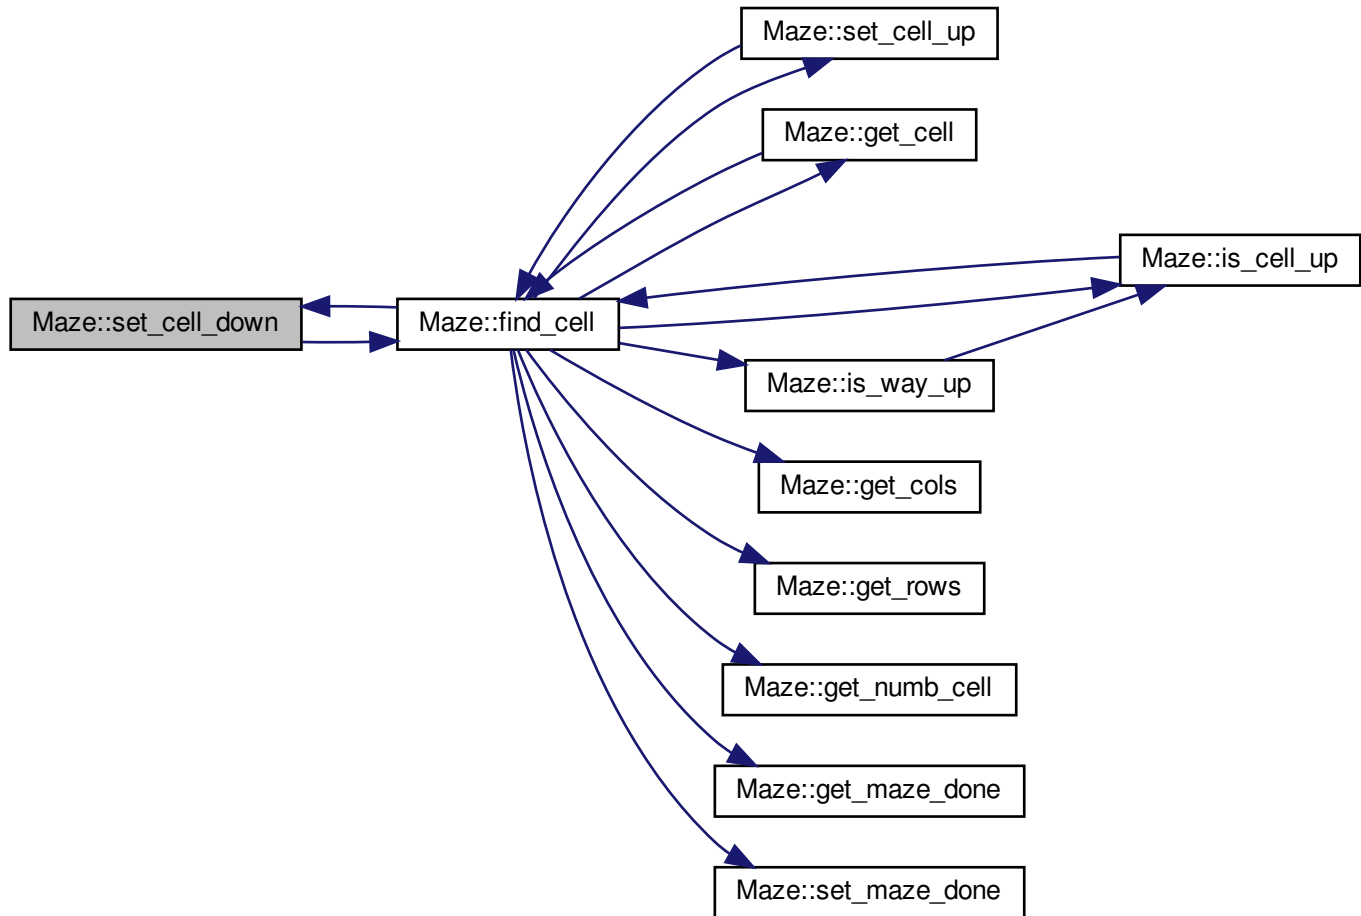 Maze::set_cell_up
Maze::get_cell
Maze::is_cell_up
Maze::set_cell_down
Maze::find_cell
Maze::is_way_up
Maze::get_cols
Maze::get_rows
Maze::get_numb_cell
Maze::get_maze_done
Maze::set_maze_done